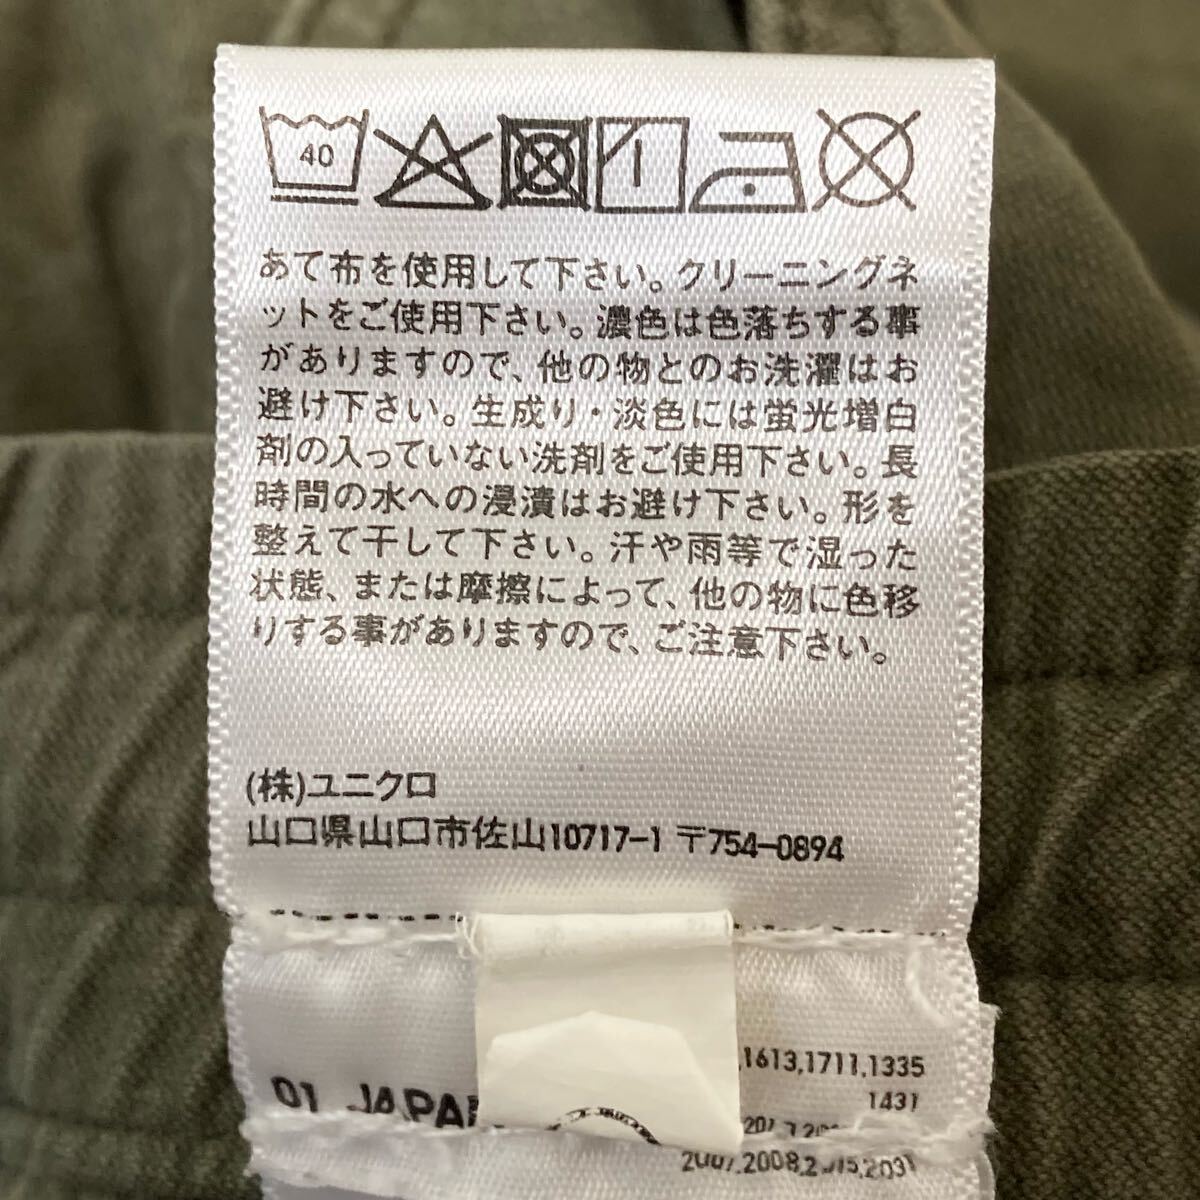 40
あて布を使用して下さい。クリーニングネ
ットをご使用下さい。濃色は色落ちする事
がありますので、他の物とのお洗濯はお
避け下さい。生成り・淡色には蛍光増白
剤の入っていない洗剤をご使用下さい。長
時間の水への浸漬はお避け下さい。形を
整えて干して下さい。汗や雨等で湿った
状態、または摩擦によって、他の物に色移
りする事がありますので、ご注意下さい。
(株)ユニクロ
山口県山口市佐山10717-1 〒754-0894
,1613,1711,1335
01 JAPA
1431
2007,2008,2015,2031